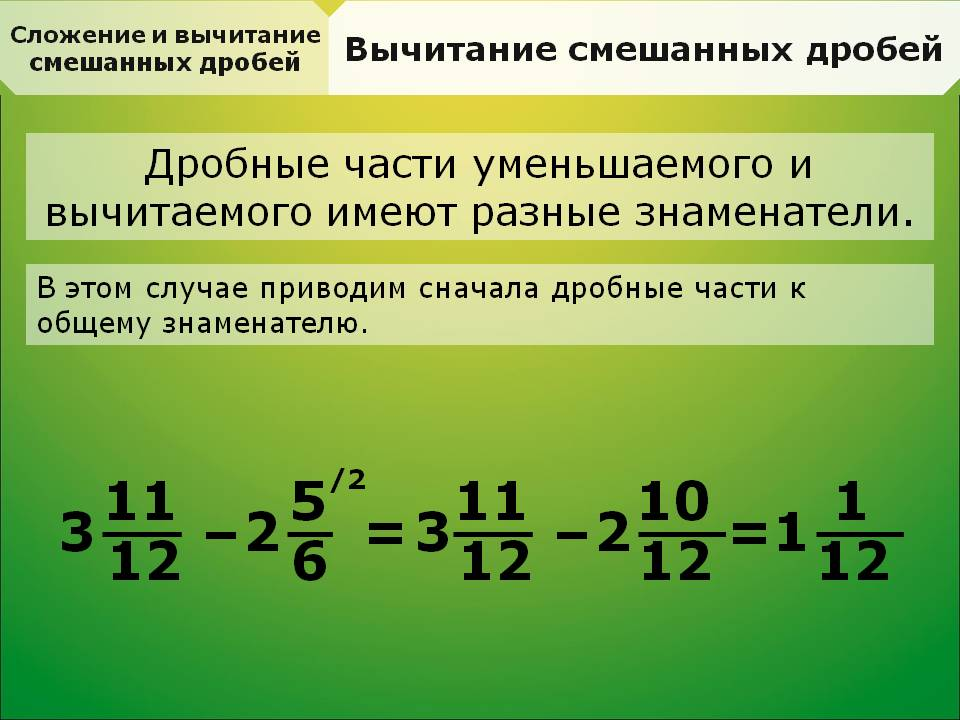 Сложение и вычитание
смешанных дробей
Вычитание смешанных дробей
Дробные части уменьшаемого и
вычитаемого имеют разные знаменатели.
В этом случае приводим сначала дробные части к
общему знаменателю.
3 11/12 – 2 5/6 /2 = 3 11/12 – 2 10/12 = 1 1/12